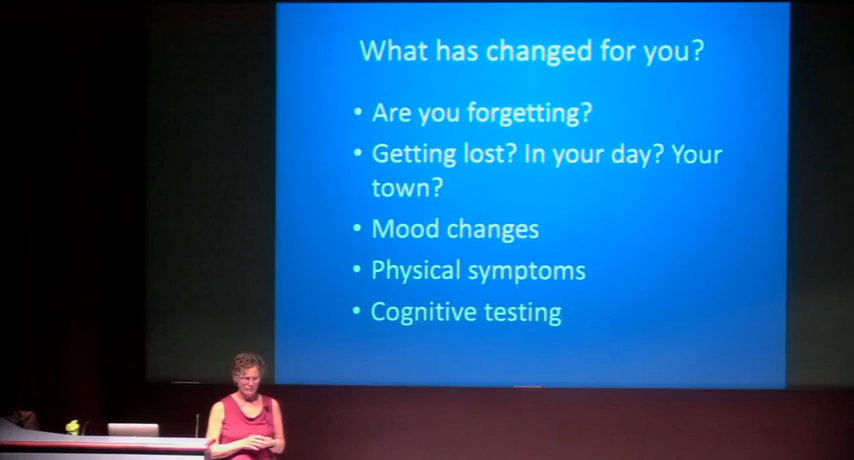 What has changed for you?
• Are you forgetting?
• Getting lost? In your day? Your
town?
• Mood changes
• Physical symptoms
• Cognitive testing